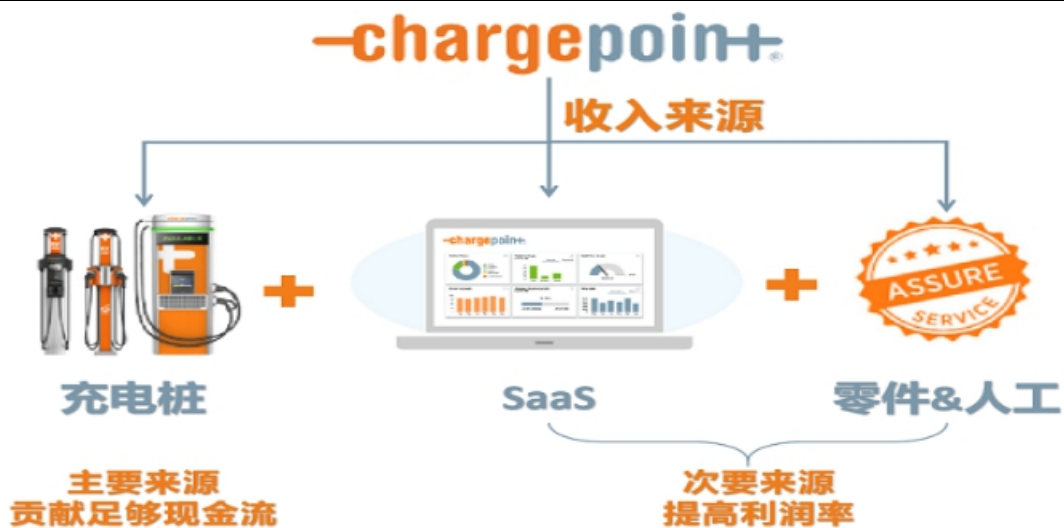 chargepoint®
收入来源
chargepoint
ASSURE
SERVICE
充电桩
SaaS
零件&人工
主要来源
贡献足够现金流
次要来源
提高利润率